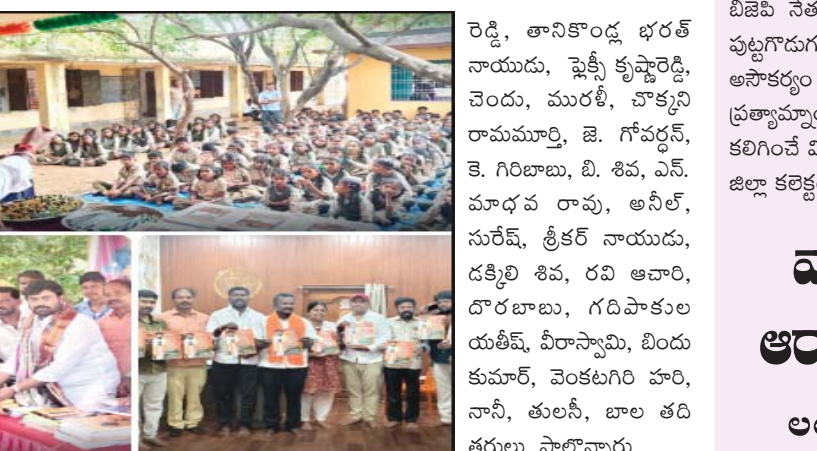 రెడ్డి, తానికొండ్ల భరత్
నాయుడు, ఫ్లెక్సీ కృష్ణారెడ్డి,
చెందు, మురళీ, చొక్కని
రామమూర్తి, జె. గోవర్ధన్,
కె. గిరిబాబు, బి. శివ, ఎన్.
మాధవ రావు, అనీల్,
సురేష్, శ్రీకర్ నాయుడు,
డక్కిలి శివ, రవి ఆచారి,
దొరబాబు, గదిపాకుల
యతీష్, వీరాస్వామి, బిందు
కుమార్, వెంకటగిరి హరి,
నానీ, తులసీ, బాల తది
తరులు పాల్గొన్నారు
బిజెపి నేత
పుట్టగొడుగ
అసౌకర్యం
ప్రత్యామ్నా
కలిగించే
జిల్లా కలెక్ట
ఆరా